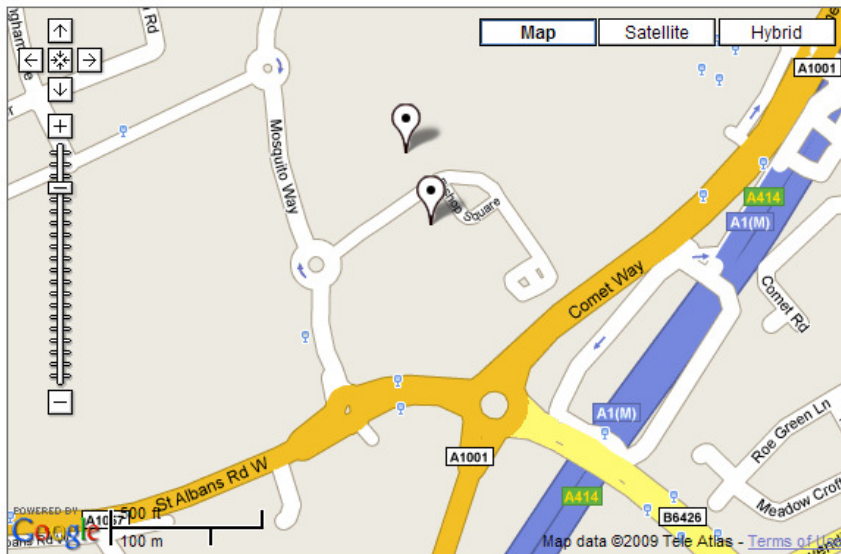 Map
Satellite
Hybrid
Rd
A1001
Mosquito Way
Bishop Square
A414
A1(M)
Comet Way
Comet Rd
A1(M)
Roe Green Ln
A1001
St Albans Rd W
A414
Meadow Croft
B6426
POWERED BY
Google
500 ft
100 m
Map data ©2009 Tele Atlas - Terms of Use